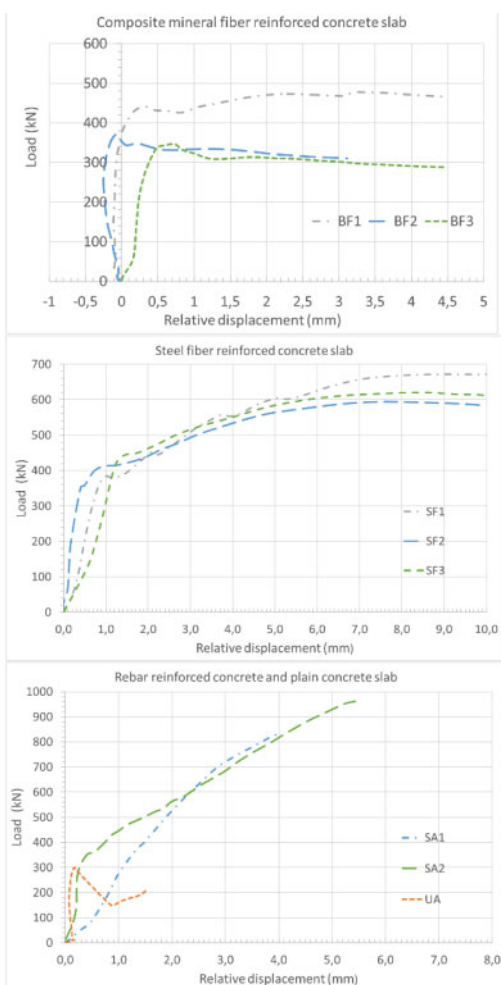 Composite mineral fiber reinforced concrete slab
600
500
400
300
200
100
0
Load (kN)
BF1 BF2 BF3
-1 -0,5 0 0,5 1 1,5 2 2,5 3 3,5 4 4,5 5
Relative displacement (mm)
Steel fiber reinforced concrete slab
700
600
500
400
300
200
100
0
Load (kN)
SF1
SF2
SF3
0,0 1,0 2,0 3,0 4,0 5,0 6,0 7,0 8,0 9,0 10,0
Relative displacement (mm)
Rebar reinforced concrete and plain concrete slab
1000
900
800
700
600
500
400
300
200
100
0
Load (kN)
SA1
SA2
UA
0,0 1,0 2,0 3,0 4,0 5,0 6,0 7,0 8,0
Relative displacement (mm)